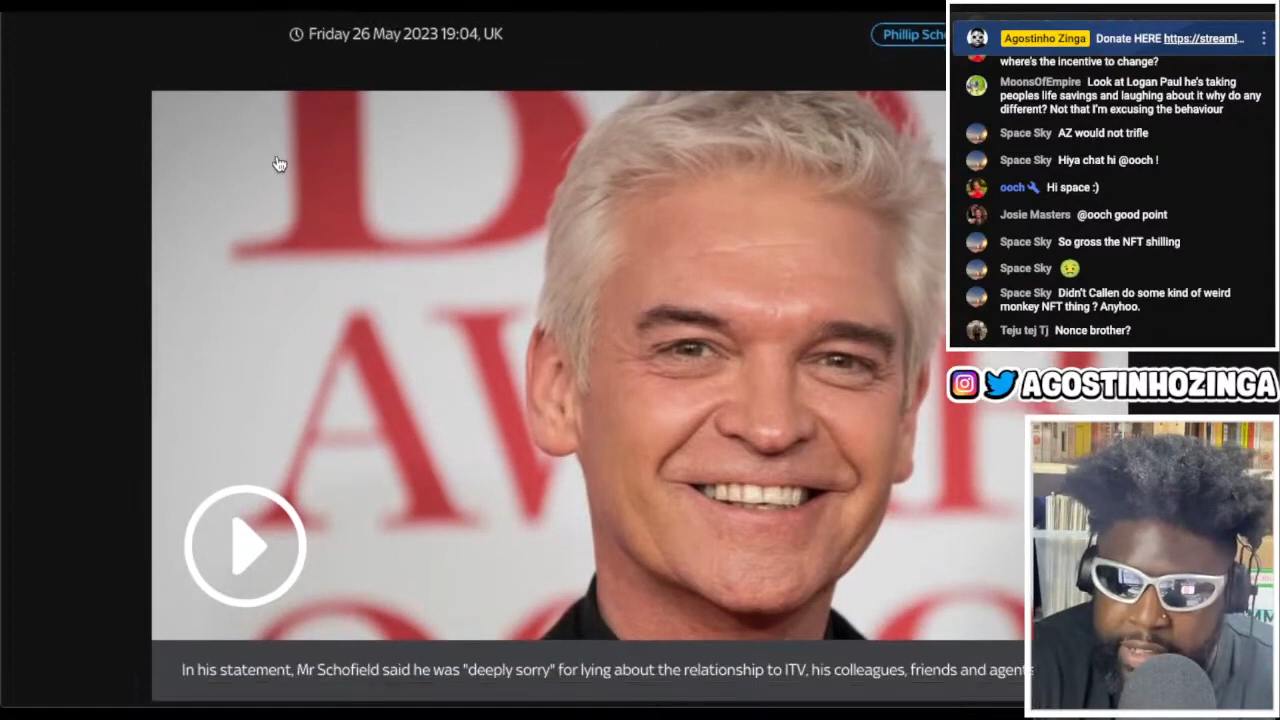 Friday 26 May 2023 19:04, UK
Phillip Scho
AW
In his statement, Mr Schofield said he was "deeply sorry" for lying about the relationship to ITV, his colleagues, friends and agents
Agostinho Zinga Donate HERE https://streaml...
where's the incentive to change?
MoonsOfEmpire Look at Logan Paul he's taking
peoples life savings and laughing about it why do any
different? Not that I'm excusing the behaviour
Space Sky AZ would not trifle
Space Sky Hiya chat hi @ooch !
ooch Hi space :)
Josie Masters @ooch good point
Space Sky So gross the NFT shilling
Space Sky 🤢
Space Sky Didn't Callen do some kind of weird
monkey NFT thing ? Anyhoo.
Teju tej Tj Nonce brother?
AGOSTINHOZINGA